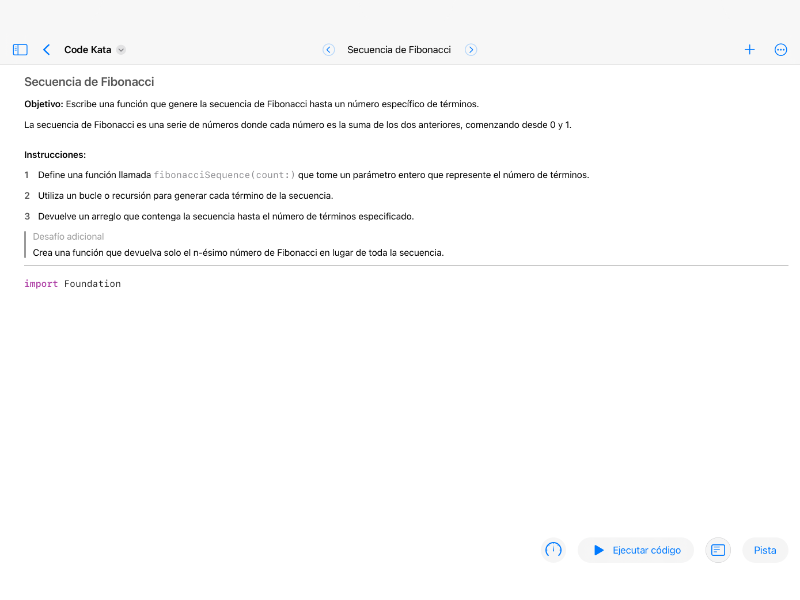 Code Kata
Secuencia de Fibonacci
Secuencia de Fibonacci
Objetivo: Escribe una función que genere la secuencia de Fibonacci hasta un número específico de términos.
La secuencia de Fibonacci es una serie de números donde cada número es la suma de los dos anteriores, comenzando desde 0 y 1.
Instrucciones:
1 Define una función llamada fibonacciSequence(count:) que tome un parámetro entero que represente el número de términos.
2 Utiliza un bucle o recursión para generar cada término de la secuencia.
3 Devuelve un arreglo que contenga la secuencia hasta el número de términos especificado.
Desafío adicional
Crea una función que devuelva solo el n-ésimo número de Fibonacci en lugar de toda la secuencia.
import Foundation
Ejecutar código
Pista